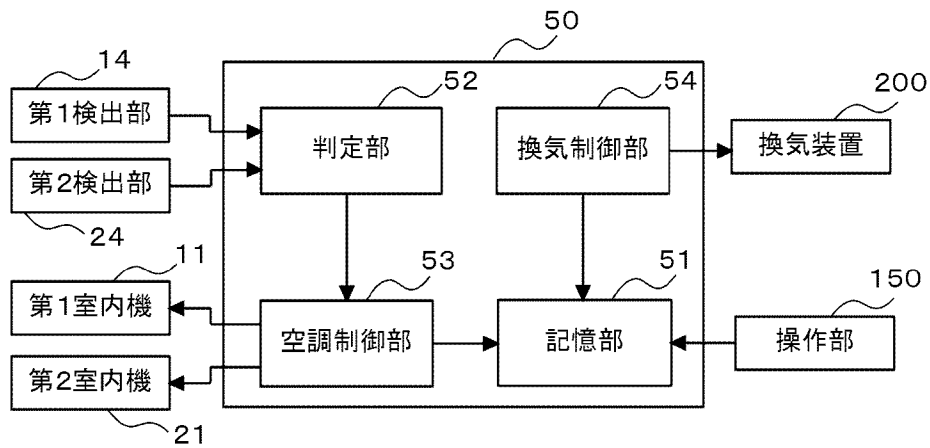 50
14
第1検出部
52
判定部
54
換気制御部
200
換気装置
第2検出部
24
11
第1室内機
53
空調制御部
51
記憶部
150
操作部
第2室内機
21